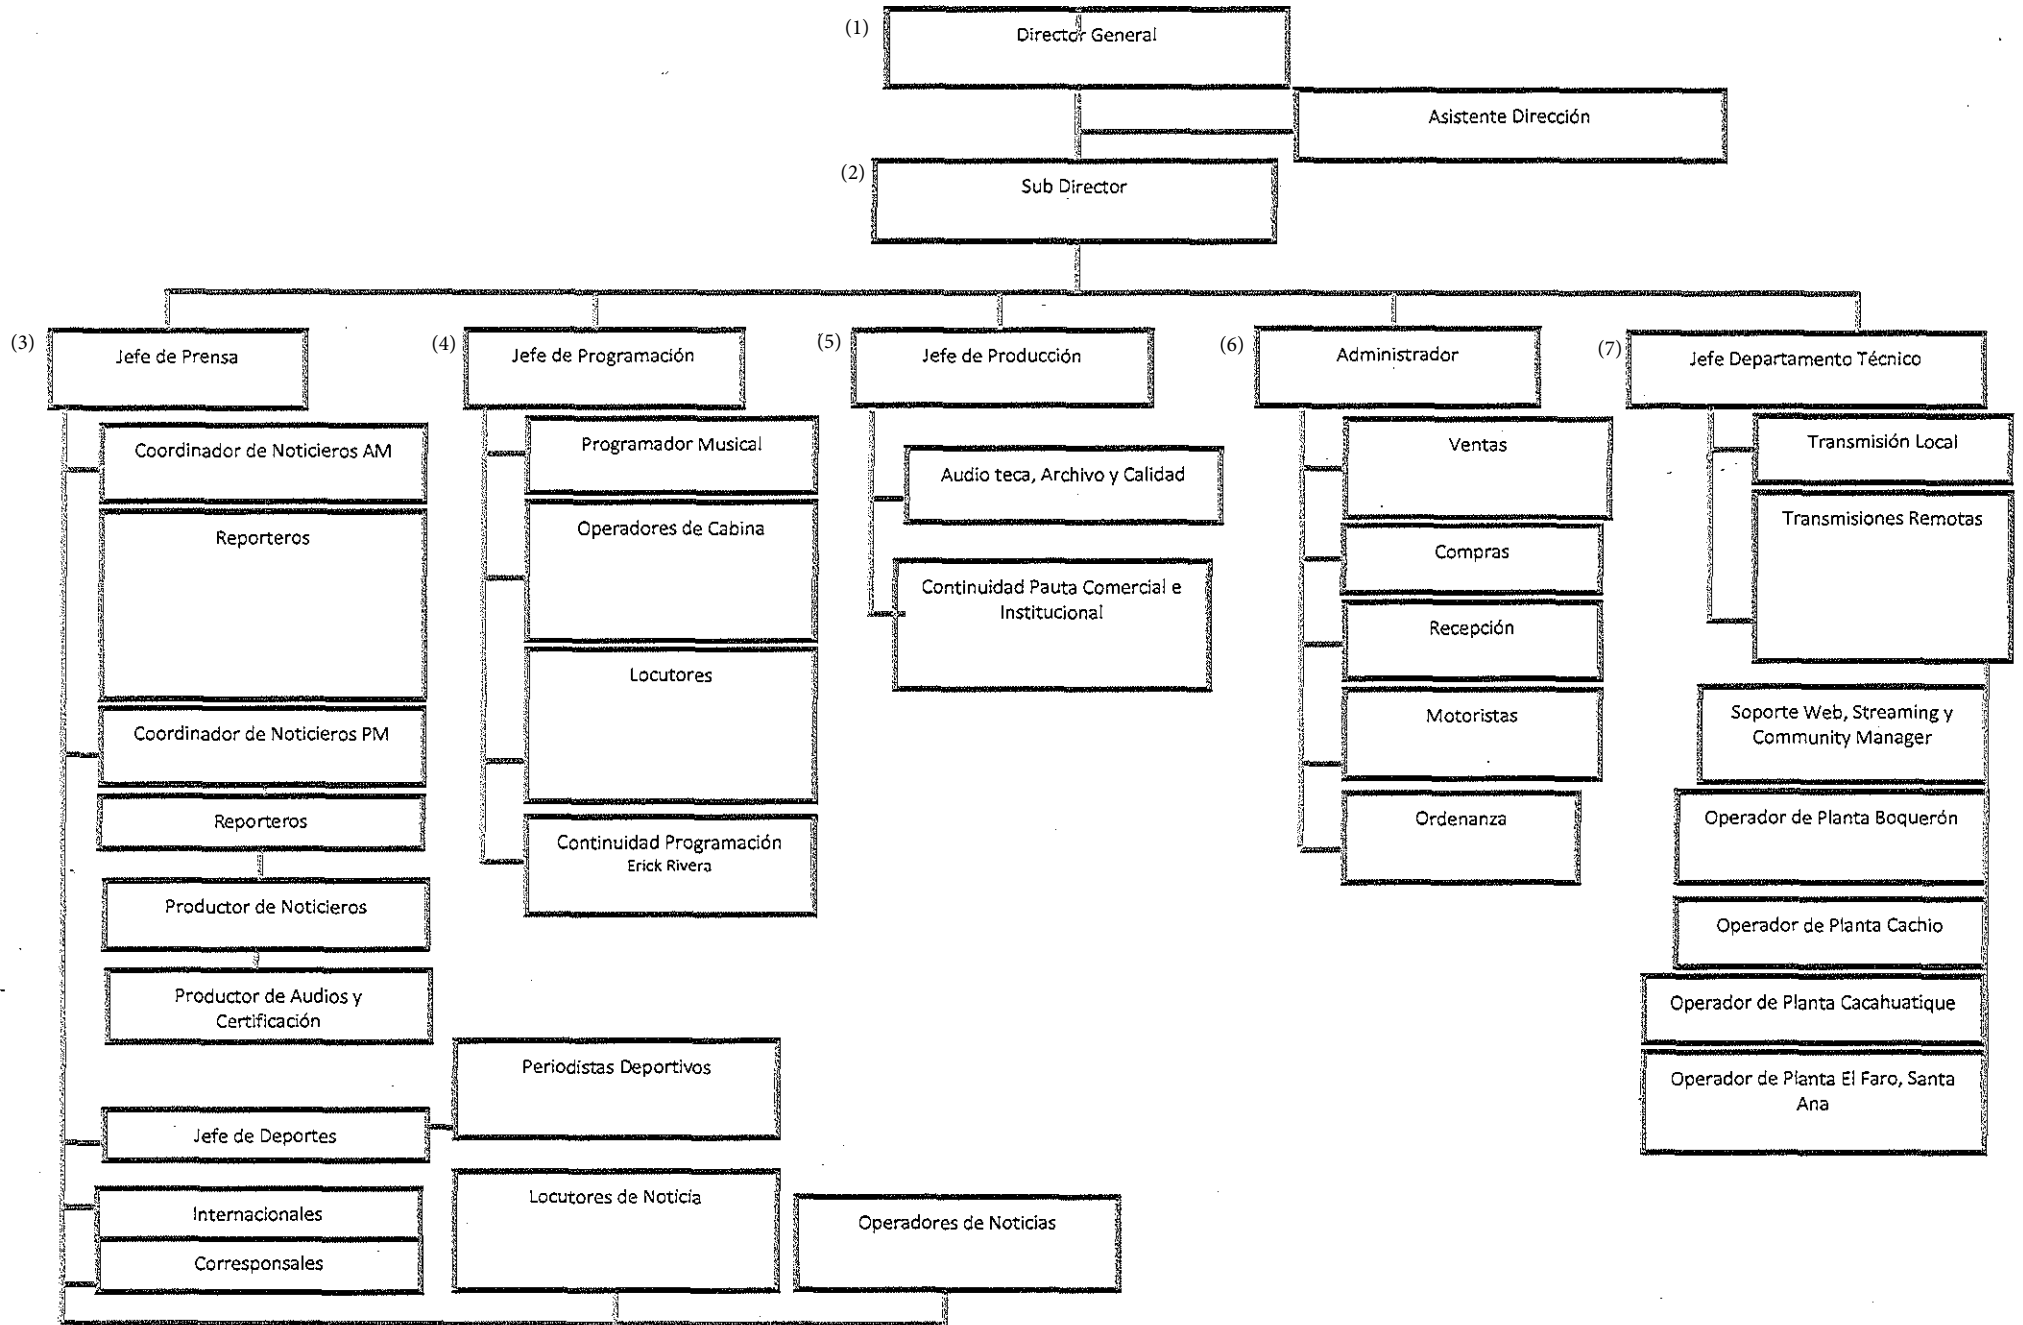 (1)
Director General
Asistente Dirección
(2)
Sub Director
(3)
Jefe de Prensa
Coordinador de Noticieros AM
Reporteros
Coordinador de Noticieros PM
Reporteros
Productor de Noticieros
Productor de Audios y
Certificación
Jefe de Deportes
Periodistas Deportivos
Internacionales
Corresponsales
Locutores de Noticia
Operadores de Noticias
(4)
Jefe de Programación
Programador Musical
Operadores de Cabina
Locutores
Continuidad Programación
Erick Rivera
(5)
Jefe de Producción
Audio teca, Archivo y Calidad
Continuidad Pauta Comercial e
Institucional
(6)
Administrador
Ventas
Compras
Recepción
Motoristas
Ordenanza
(7)
Jefe Departamento Técnico
Transmisión Local
Transmisiones Remotas
Soporte Web, Streaming y
Community Manager
Operador de Planta Boquerón
Operador de Planta Cachio
Operador de Planta Cacahuatique
Operador de Planta El Faro, Santa
Ana